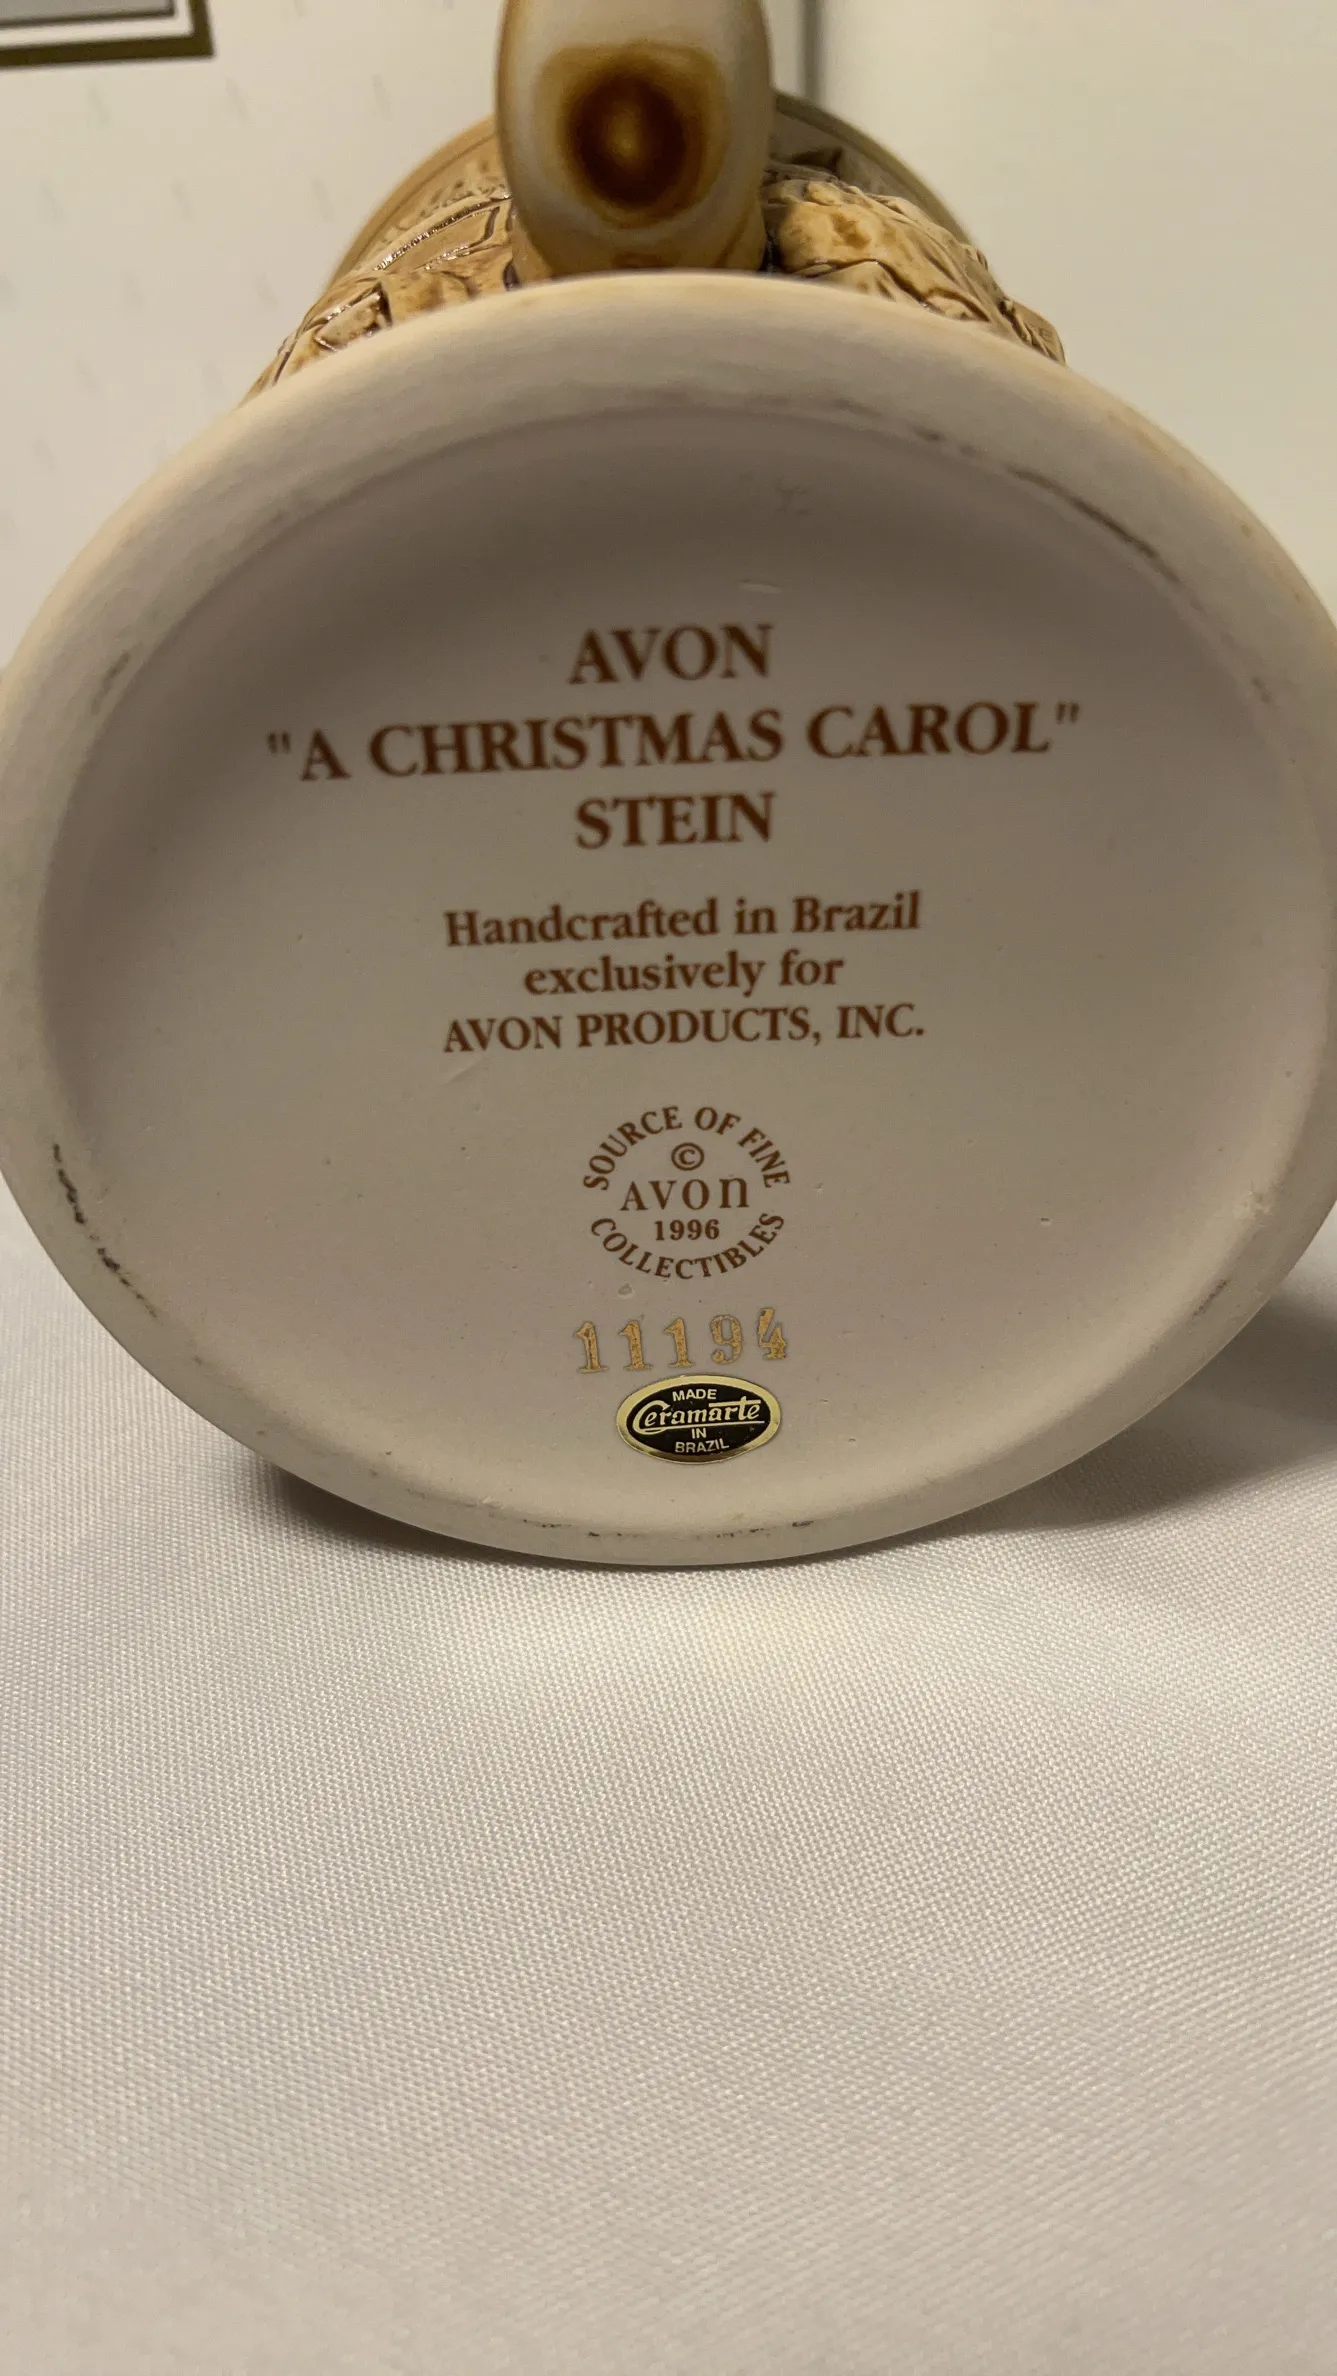 AVON
"A CHRISTMAS CAROL"
STEIN
Handcrafted in Brazil
exclusively for
AVON PRODUCTS, INC.
SOURCE OF FINE
©
AVON
1996
COLLECTIBLES
11194
MADE
Ceramarte
IN
BRAZIL